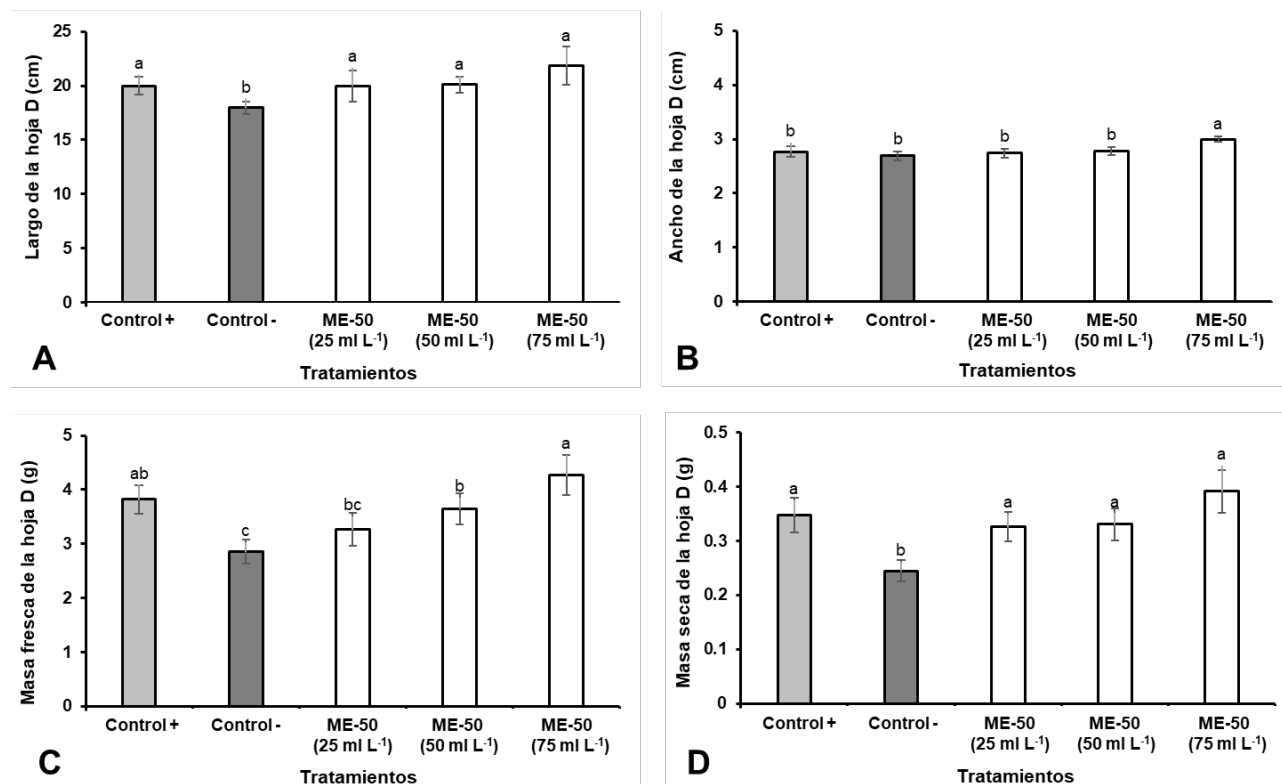 Largo de la hoja D (cm)
25
20
15
10
5
0
a
b
a
a
a
Control +
Control -
ME-50
(25 ml L⁻¹)
ME-50
(50 ml L⁻¹)
ME-50
(75 ml L⁻¹)
A
Tratamientos
Ancho de la hoja D (cm)
5
4
3
2
1
0
b
b
b
b
a
Control +
Control -
ME-50
(25 ml L⁻¹)
ME-50
(50 ml L⁻¹)
ME-50
(75 ml L⁻¹)
B
Tratamientos
Masa fresca de la hoja D (g)
5
4
3
2
1
0
ab
c
bc
b
a
Control +
Control -
ME-50
(25 ml L⁻¹)
ME-50
(50 ml L⁻¹)
ME-50
(75 ml L⁻¹)
C
Tratamientos
Masa seca de la hoja D (g)
0.5
0.4
0.3
0.2
0.1
0
a
b
a
a
a
Control +
Control -
ME-50
(25 ml L⁻¹)
ME-50
(50 ml L⁻¹)
ME-50
(75 ml L⁻¹)
D
Tratamientos